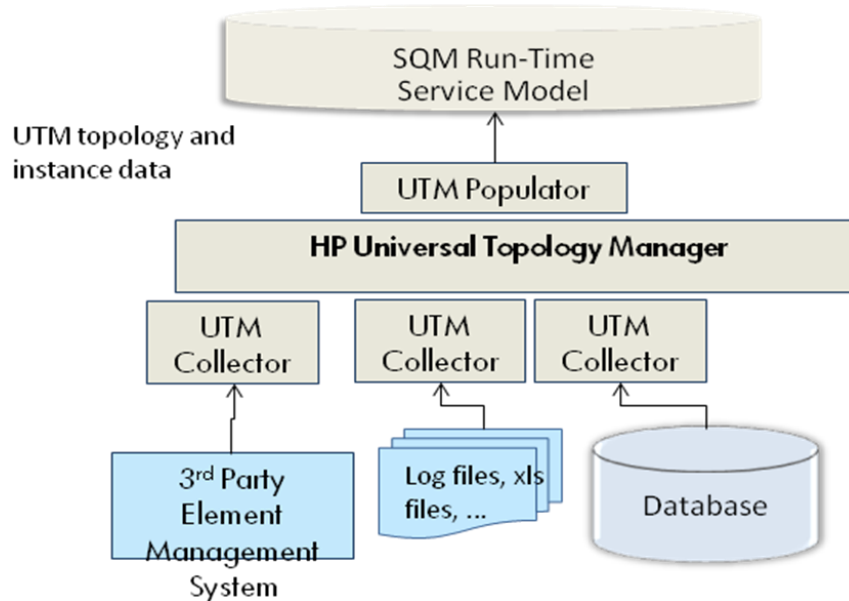 SQM Run-Time
Service Model
UTM topology and
instance data
UTM Populator
HP Universal Topology Manager
UTM
Collector
UTM
Collector
UTM
Collector
3rd Party
Element
Management
System
Log files, xls
files, ...
Database